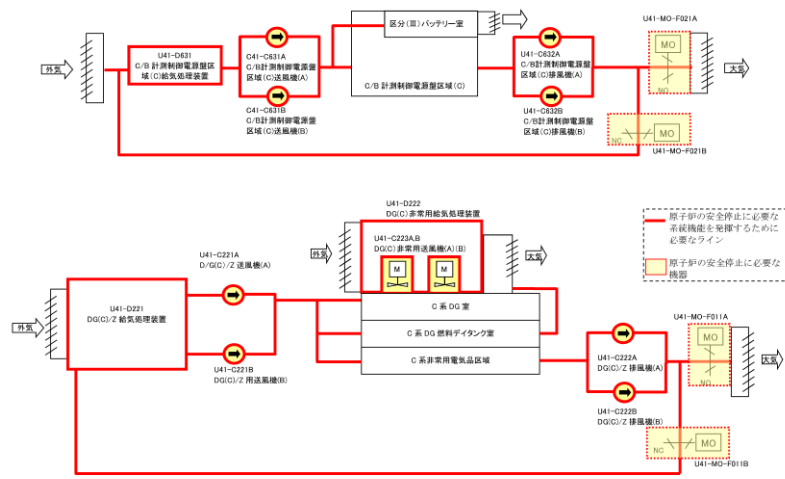 U41-MO-F021A
区分(Ⅲ)バッテリー室
MO
U41-D631
C/B 計測制御電源盤区
域(C)給気処理装置
C41-C631A
C/B計測制御電源盤
区域(C)送風機(A)
U41-C632A
C/B 計測制御電源盤
区域(C)排風機(A)
外気
大気
C/B 計測制御電源盤区域(C)
NO
C41-C631B
C/B計測制御電源盤
区域(C)送風機(B)
U41-C632B
C/B計測制御電源盤
区域(C)排風機(B)
NC
MO
U41-MO-F021B
U41-D222
DG(C)非常用給気処理装置
原子炉の安全停止に必要な
系統機能を発揮するために
必要なライン
原子炉の安全停止に必要な
機器
U41-C223A,B
DG(C)非常用送風機(A)(B)
外気
大気
M
M
U41-C221A
D/G(C)/Z 送風機(A)
U41-D221
DG(C)/Z 給気処理装置
C 系 DG 室
外気
C 系 DG 燃料デイタンク室
U41-MO-F011A
MO
C 系非常用電気品区域
U41-C222A
DG(C)/Z 排風機(A)
大気
NO
U41-C221B
DG(C)/Z 用送風機(B)
U41-C222B
DG(C)/Z 排風機(B)
NC
MO
U41-MO-F011B